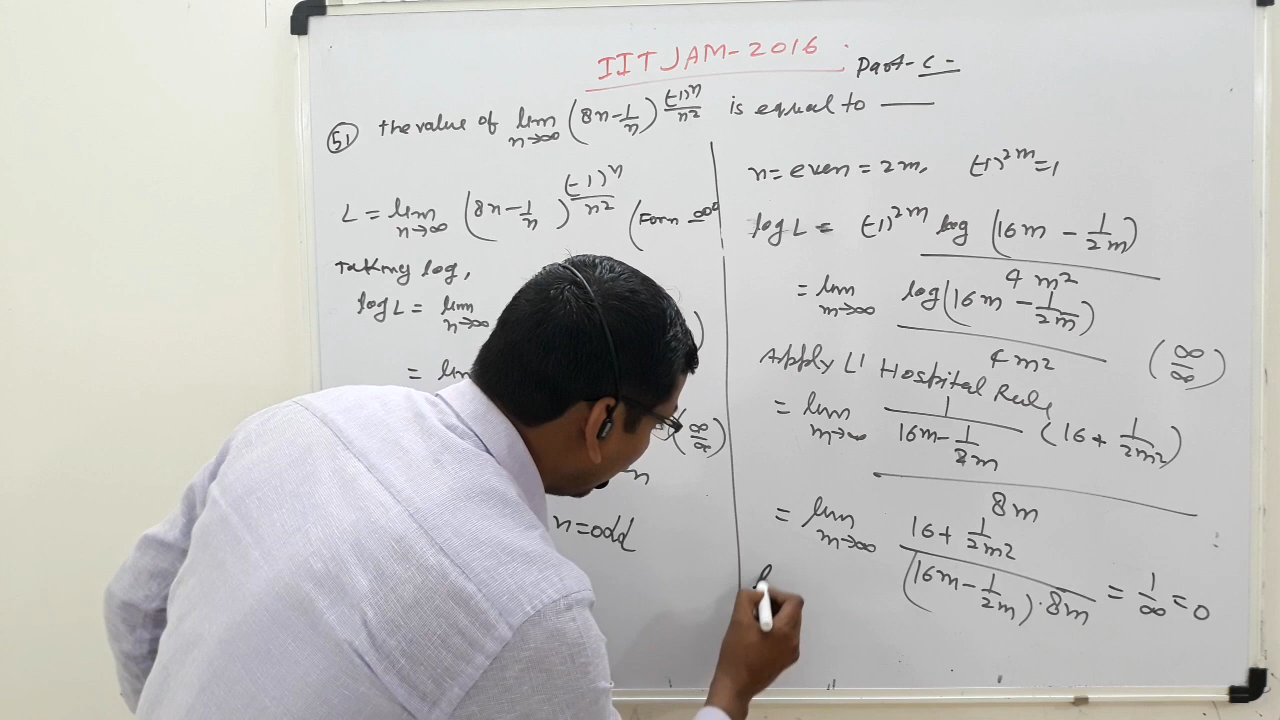 IIT JAM-2016 . Part-C-
(51) the value of lim n→∞ (8n - 1/n)^((-1)^n/n²) is equal to —
L = lim n→∞ (8n - 1/n)^((-1)^n/n²) (Form ∞⁰
Taking log,
log L = lim n→∞
= lim
(∞/∞)
n
n=odd
n = even = 2m, (-1)^2m = 1
log L = (-1)^2m log (16m - 1/2m) / 4m²
= lim m→∞ log(16m - 1/2m) / 4m² (∞/∞)
Apply L' Hospital Rule
= lim m→∞ 1/(16m - 1/2m) (16 + 1/2m²) / 8m
= lim m→∞ (16 + 1/2m²) / (16m - 1/2m).8m = 1/∞ = 0